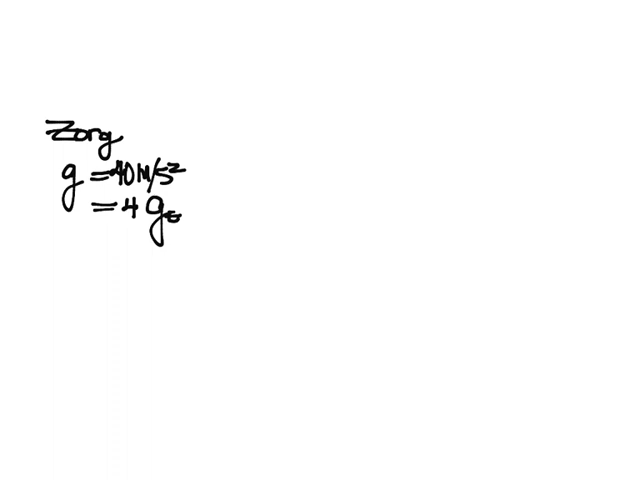 Zorg
g = 40 m/s²
= 4 gE